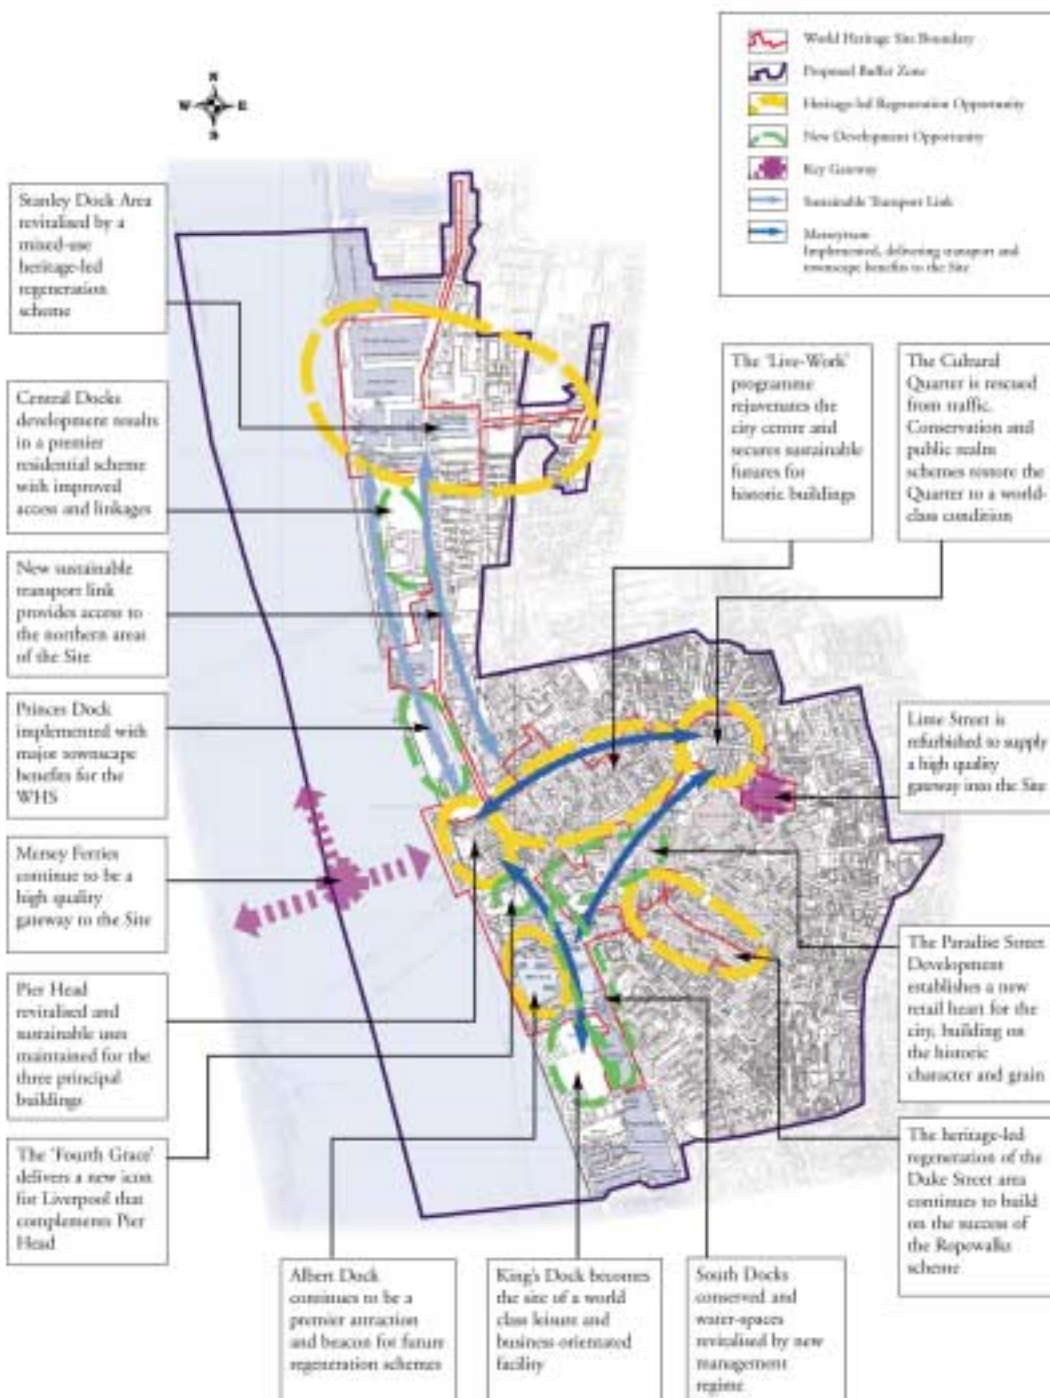 World Heritage Site Boundary
Proposed Buffer Zone
Heritage-led Regeneration Opportunity
New Development Opportunity
Key Gateway
Sustainable Transport Link
Merseytram
Implemented, delivering transport and
townscape benefits to the Site
N
W E
S
Stanley Dock Area
revitalised by a
mixed-use
heritage-led
regeneration
scheme
Central Docks
development results
in a premier
residential scheme
with improved
access and linkages
New sustainable
transport link
provides access to
the northern areas
of the Site
Princes Dock
implemented with
major townscape
benefits for the
WHS
Mersey Ferries
continue to be a
high quality
gateway to the Site
Pier Head
revitalised and
sustainable uses
maintained for the
three principal
buildings
The 'Fourth Grace'
delivers a new icon
for Liverpool that
complements Pier
Head
The 'Live-Work'
programme
rejuvenates the
city centre and
secures sustainable
futures for
historic buildings
The Cultural
Quarter is rescued
from traffic.
Conservation and
public realm
schemes restore the
Quarter to a world-
class condition
Lime Street is
refurbished to supply
a high quality
gateway into the Site
The Paradise Street
Development
establishes a new
retail heart for the
city, building on
the historic
character and grain
The heritage-led
regeneration of the
Duke Street area
continues to build
on the success of
the Ropewalks
scheme
Albert Dock
continues to be a
premier attraction
and beacon for future
regeneration schemes
King's Dock becomes
the site of a world
class leisure and
business orientated
facility
South Docks
conserved and
water-spaces
revitalised by new
management
regime